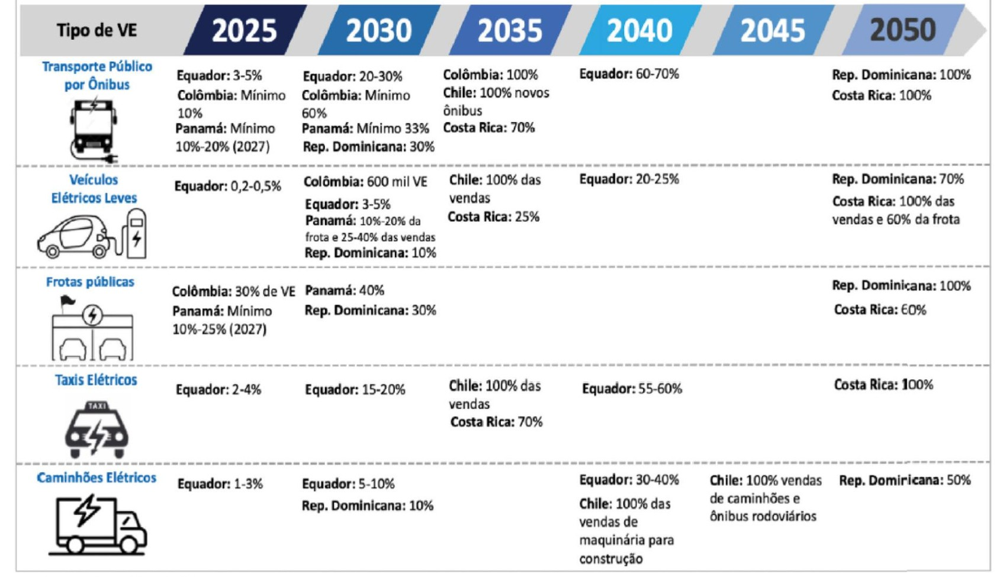 Tipo de VE
2025
2030
2035
2040
2045
2050
Transporte Público
por Ônibus
Equador: 3-5%
Colômbia: Mínimo
10%
Panamá: Mínimo
10%-20% (2027)
Equador: 20-30%
Colômbia: Mínimo
60%
Panamá: Mínimo 33%
Rep. Dominicana: 30%
Colômbia: 100%
Chile: 100% novos
ônibus
Costa Rica: 70%
Equador: 60-70%
Rep. Dominicana: 100%
Costa Rica: 100%
Veículos
Elétricos Leves
Equador: 0,2-0,5%
Colômbia: 600 mil VE
Equador: 3-5%
Panamá: 10%-20% da
frota e 25-40% das vendas
Rep. Dominicana: 10%
Chile: 100% das
vendas
Costa Rica: 25%
Equador: 20-25%
Rep. Dominicana: 70%
Costa Rica: 100% das
vendas e 60% da frota
Frotas públicas
Colômbia: 30% de VE
Panamá: Mínimo
10%-25% (2027)
Panamá: 40%
Rep. Dominicana: 30%
Rep. Dominicana: 100%
Costa Rica: 60%
Taxis Elétricos
TAXI
Equador: 2-4%
Equador: 15-20%
Chile: 100% das
vendas
Costa Rica: 70%
Equador: 55-60%
Costa Rica: 100%
Caminhões Elétricos
Equador: 1-3%
Equador: 5-10%
Rep. Dominicana: 10%
Equador: 30-40%
Chile: 100% das
vendas de
maquinária para
construção
Chile: 100% vendas
de caminhões e
ônibus rodoviários
Rep. Dominicana: 50%